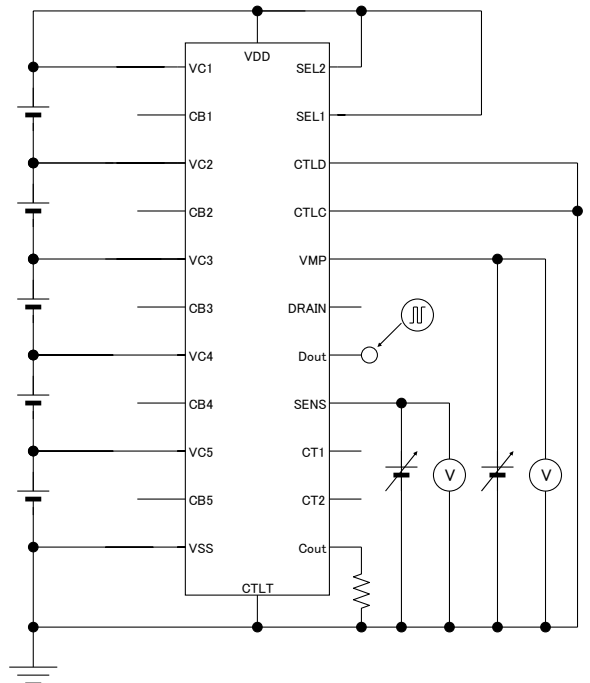 VDD
VC1
SEL2
CB1
SEL1
VC2
CTLD
CB2
CTLC
VC3
VMP
CB3
DRAIN
VC4
Dout
CB4
SENS
VC5
CT1
V
V
CB5
CT2
VSS
Cout
CTLT